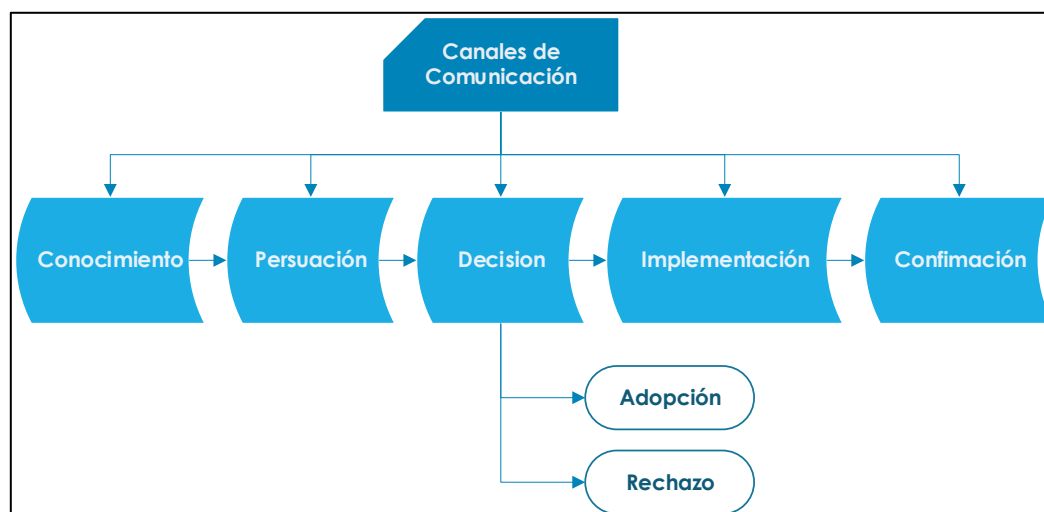 Canales de
Comunicación
Conocimiento
Persuación
Decision
Implementación
Confimación
Adopción
Rechazo